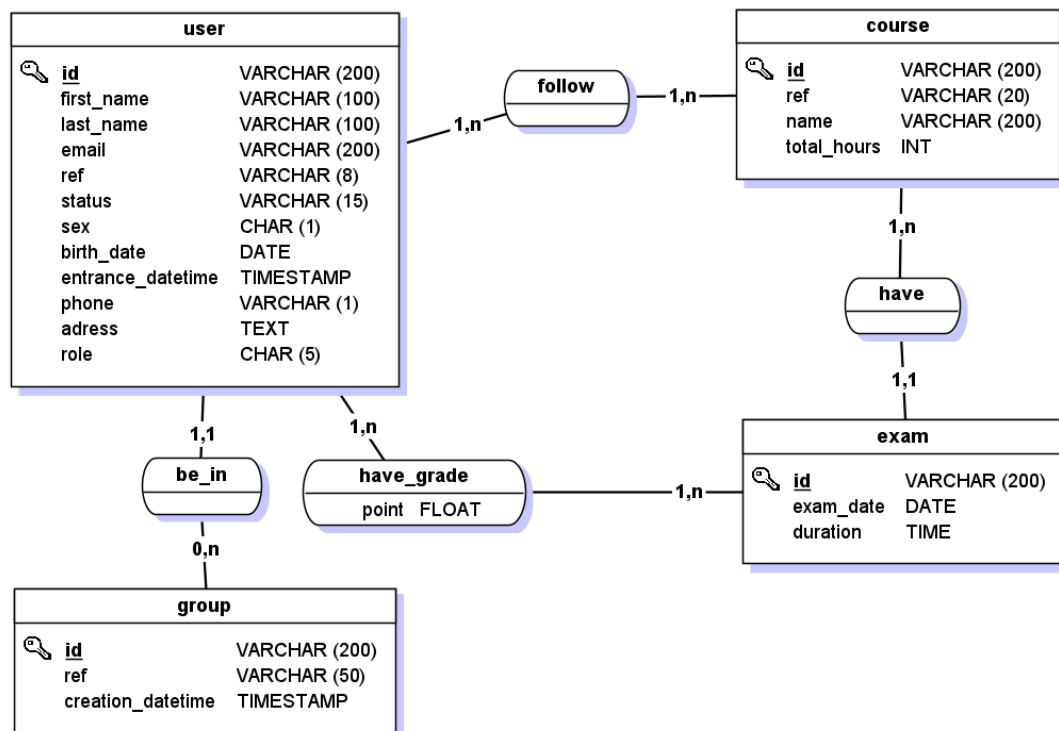 user
id VARCHAR (200)
first_name VARCHAR (100)
last_name VARCHAR (100)
email VARCHAR (200)
ref VARCHAR (8)
status VARCHAR (15)
sex CHAR (1)
birth_date DATE
entrance_datetime TIMESTAMP
phone VARCHAR (1)
adress TEXT
role CHAR (5)
1,n
follow
1,n
course
id VARCHAR (200)
ref VARCHAR (20)
name VARCHAR (200)
total_hours INT
1,n
have
1,1
exam
id VARCHAR (200)
exam_date DATE
duration TIME
1,n
have_grade
point FLOAT
1,n
1,1
be_in
0,n
group
id VARCHAR (200)
ref VARCHAR (50)
creation_datetime TIMESTAMP